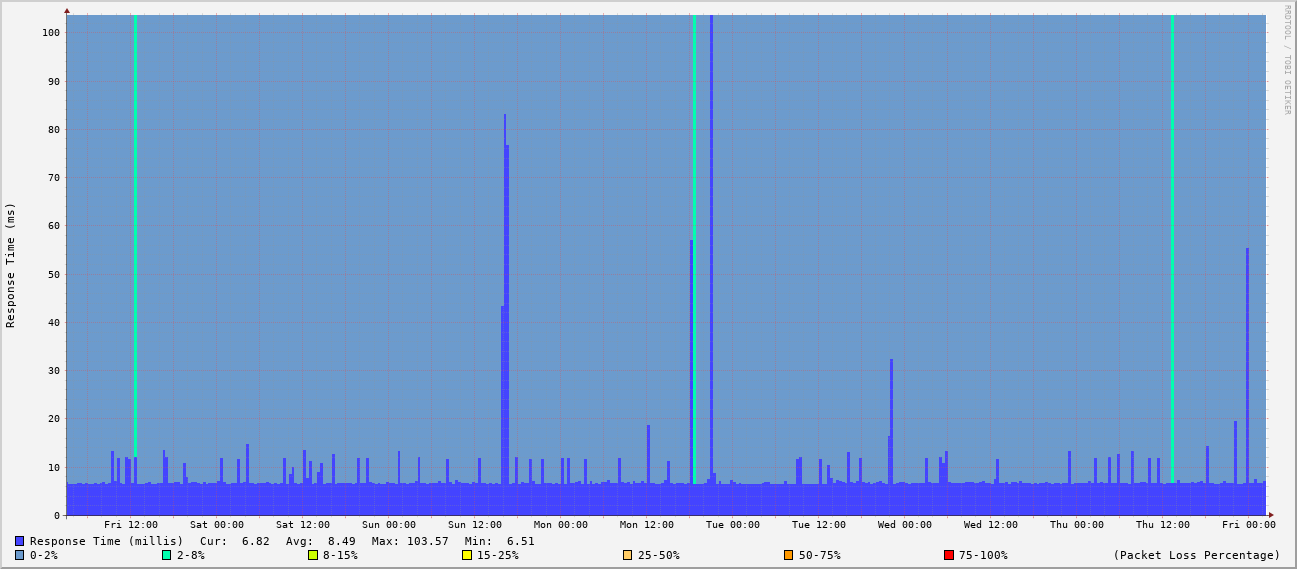 RRDTOOL / TOBI OETIKER
Response Time (ms)
100
90
80
70
60
50
40
30
20
10
0
Fri 12:00 Sat 00:00 Sat 12:00 Sun 00:00 Sun 12:00 Mon 00:00 Mon 12:00 Tue 00:00 Tue 12:00 Wed 00:00 Wed 12:00 Thu 00:00 Thu 12:00 Fri 00:00
Response Time (millis) Cur: 6.82 Avg: 8.49 Max: 103.57 Min: 6.51
0-2% 2-8% 8-15% 15-25% 25-50% 50-75% 75-100% (Packet Loss Percentage)